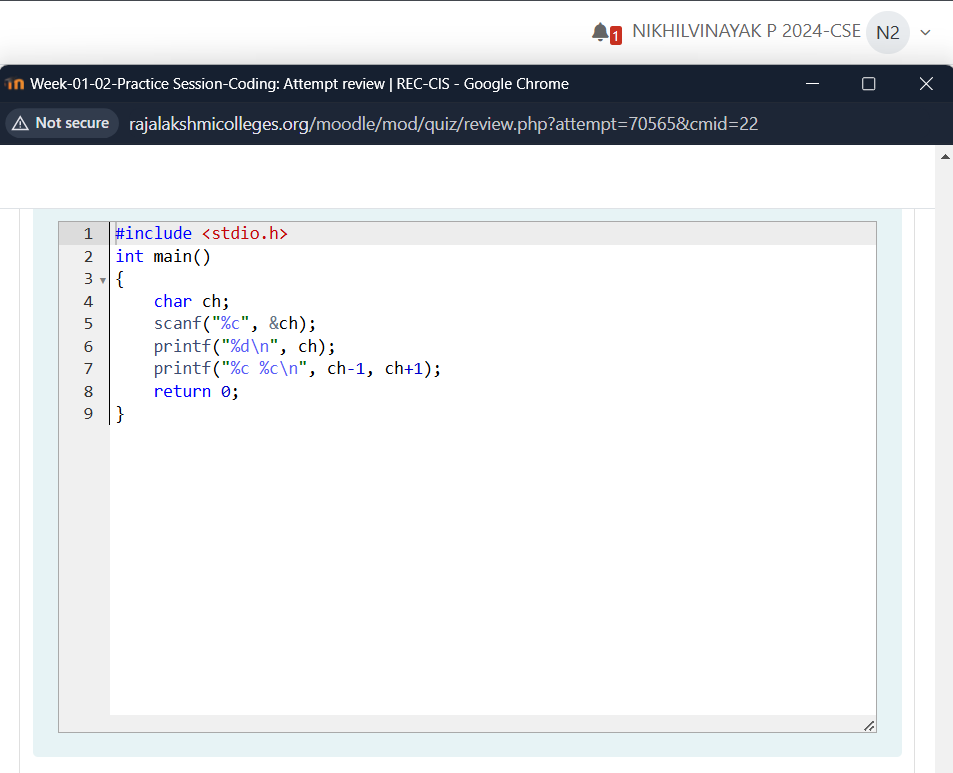 1
NIKHILVINAYAK P 2024-CSE
N2
Week-01-02-Practice Session-Coding: Attempt review | REC-CIS - Google Chrome
Not secure
rajalakshmicolleges.org/moodle/mod/quiz/review.php?attempt=70565&cmid=22
1 #include <stdio.h>
2 int main()
3 {
4     char ch;
5     scanf("%c", &ch);
6     printf("%d\n", ch);
7     printf("%c %c\n", ch-1, ch+1);
8     return 0;
9 }